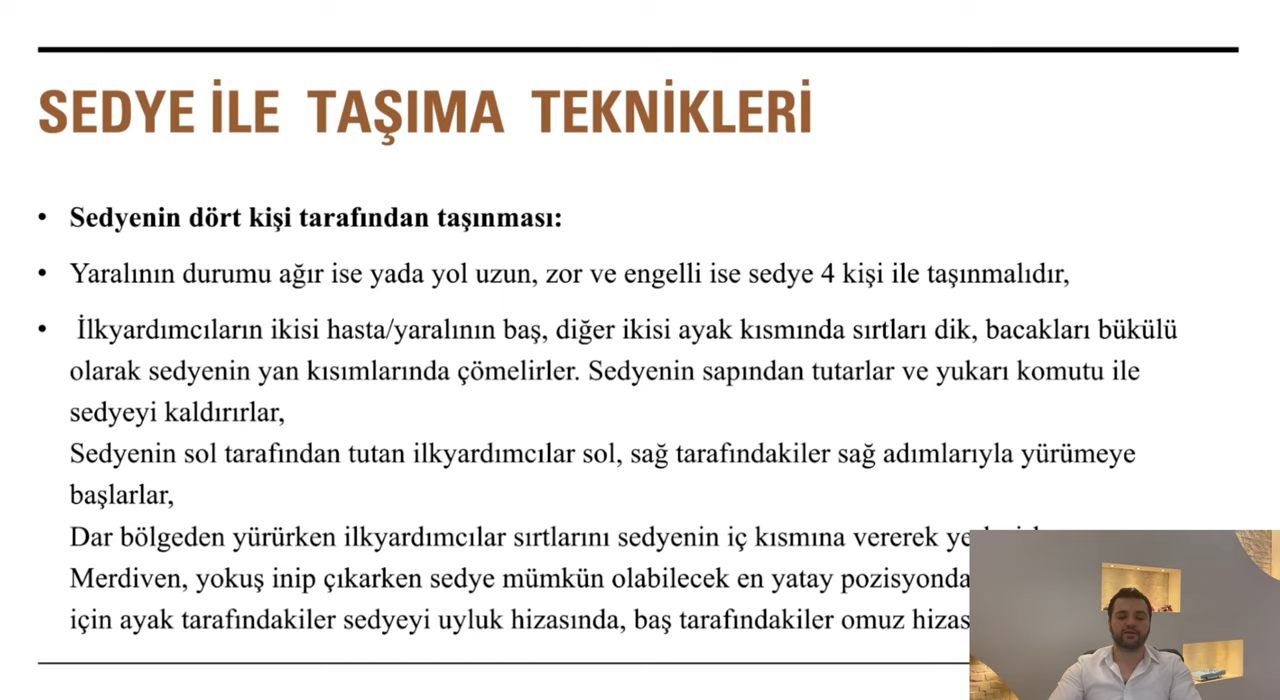 SEDYE İLE TAŞIMA TEKNİKLERİ
• Sedyenin dört kişi tarafından taşınması:
• Yaralının durumu ağır ise yada yol uzun, zor ve engelli ise sedye 4 kişi ile taşınmalıdır,
• İlkyardımcıların ikisi hasta/yaralının baş, diğer ikisi ayak kısmında sırtları dik, bacakları bükülü
olarak sedyenin yan kısımlarında çömelirler. Sedyenin sapından tutarlar ve yukarı komutu ile
sedyeyi kaldırırlar,
Sedyenin sol tarafından tutan ilkyardımcılar sol, sağ tarafındakiler sağ adımlarıyla yürümeye
başlarlar,
Dar bölgeden yürürken ilkyardımcılar sırtlarını sedyenin iç kısmına vererek
Merdiven, yokuş inip çıkarken sedye mümkün olabilecek en yatay pozisyonda
için ayak tarafındakiler sedyeyi uyluk hizasında, baş tarafındakiler omuz